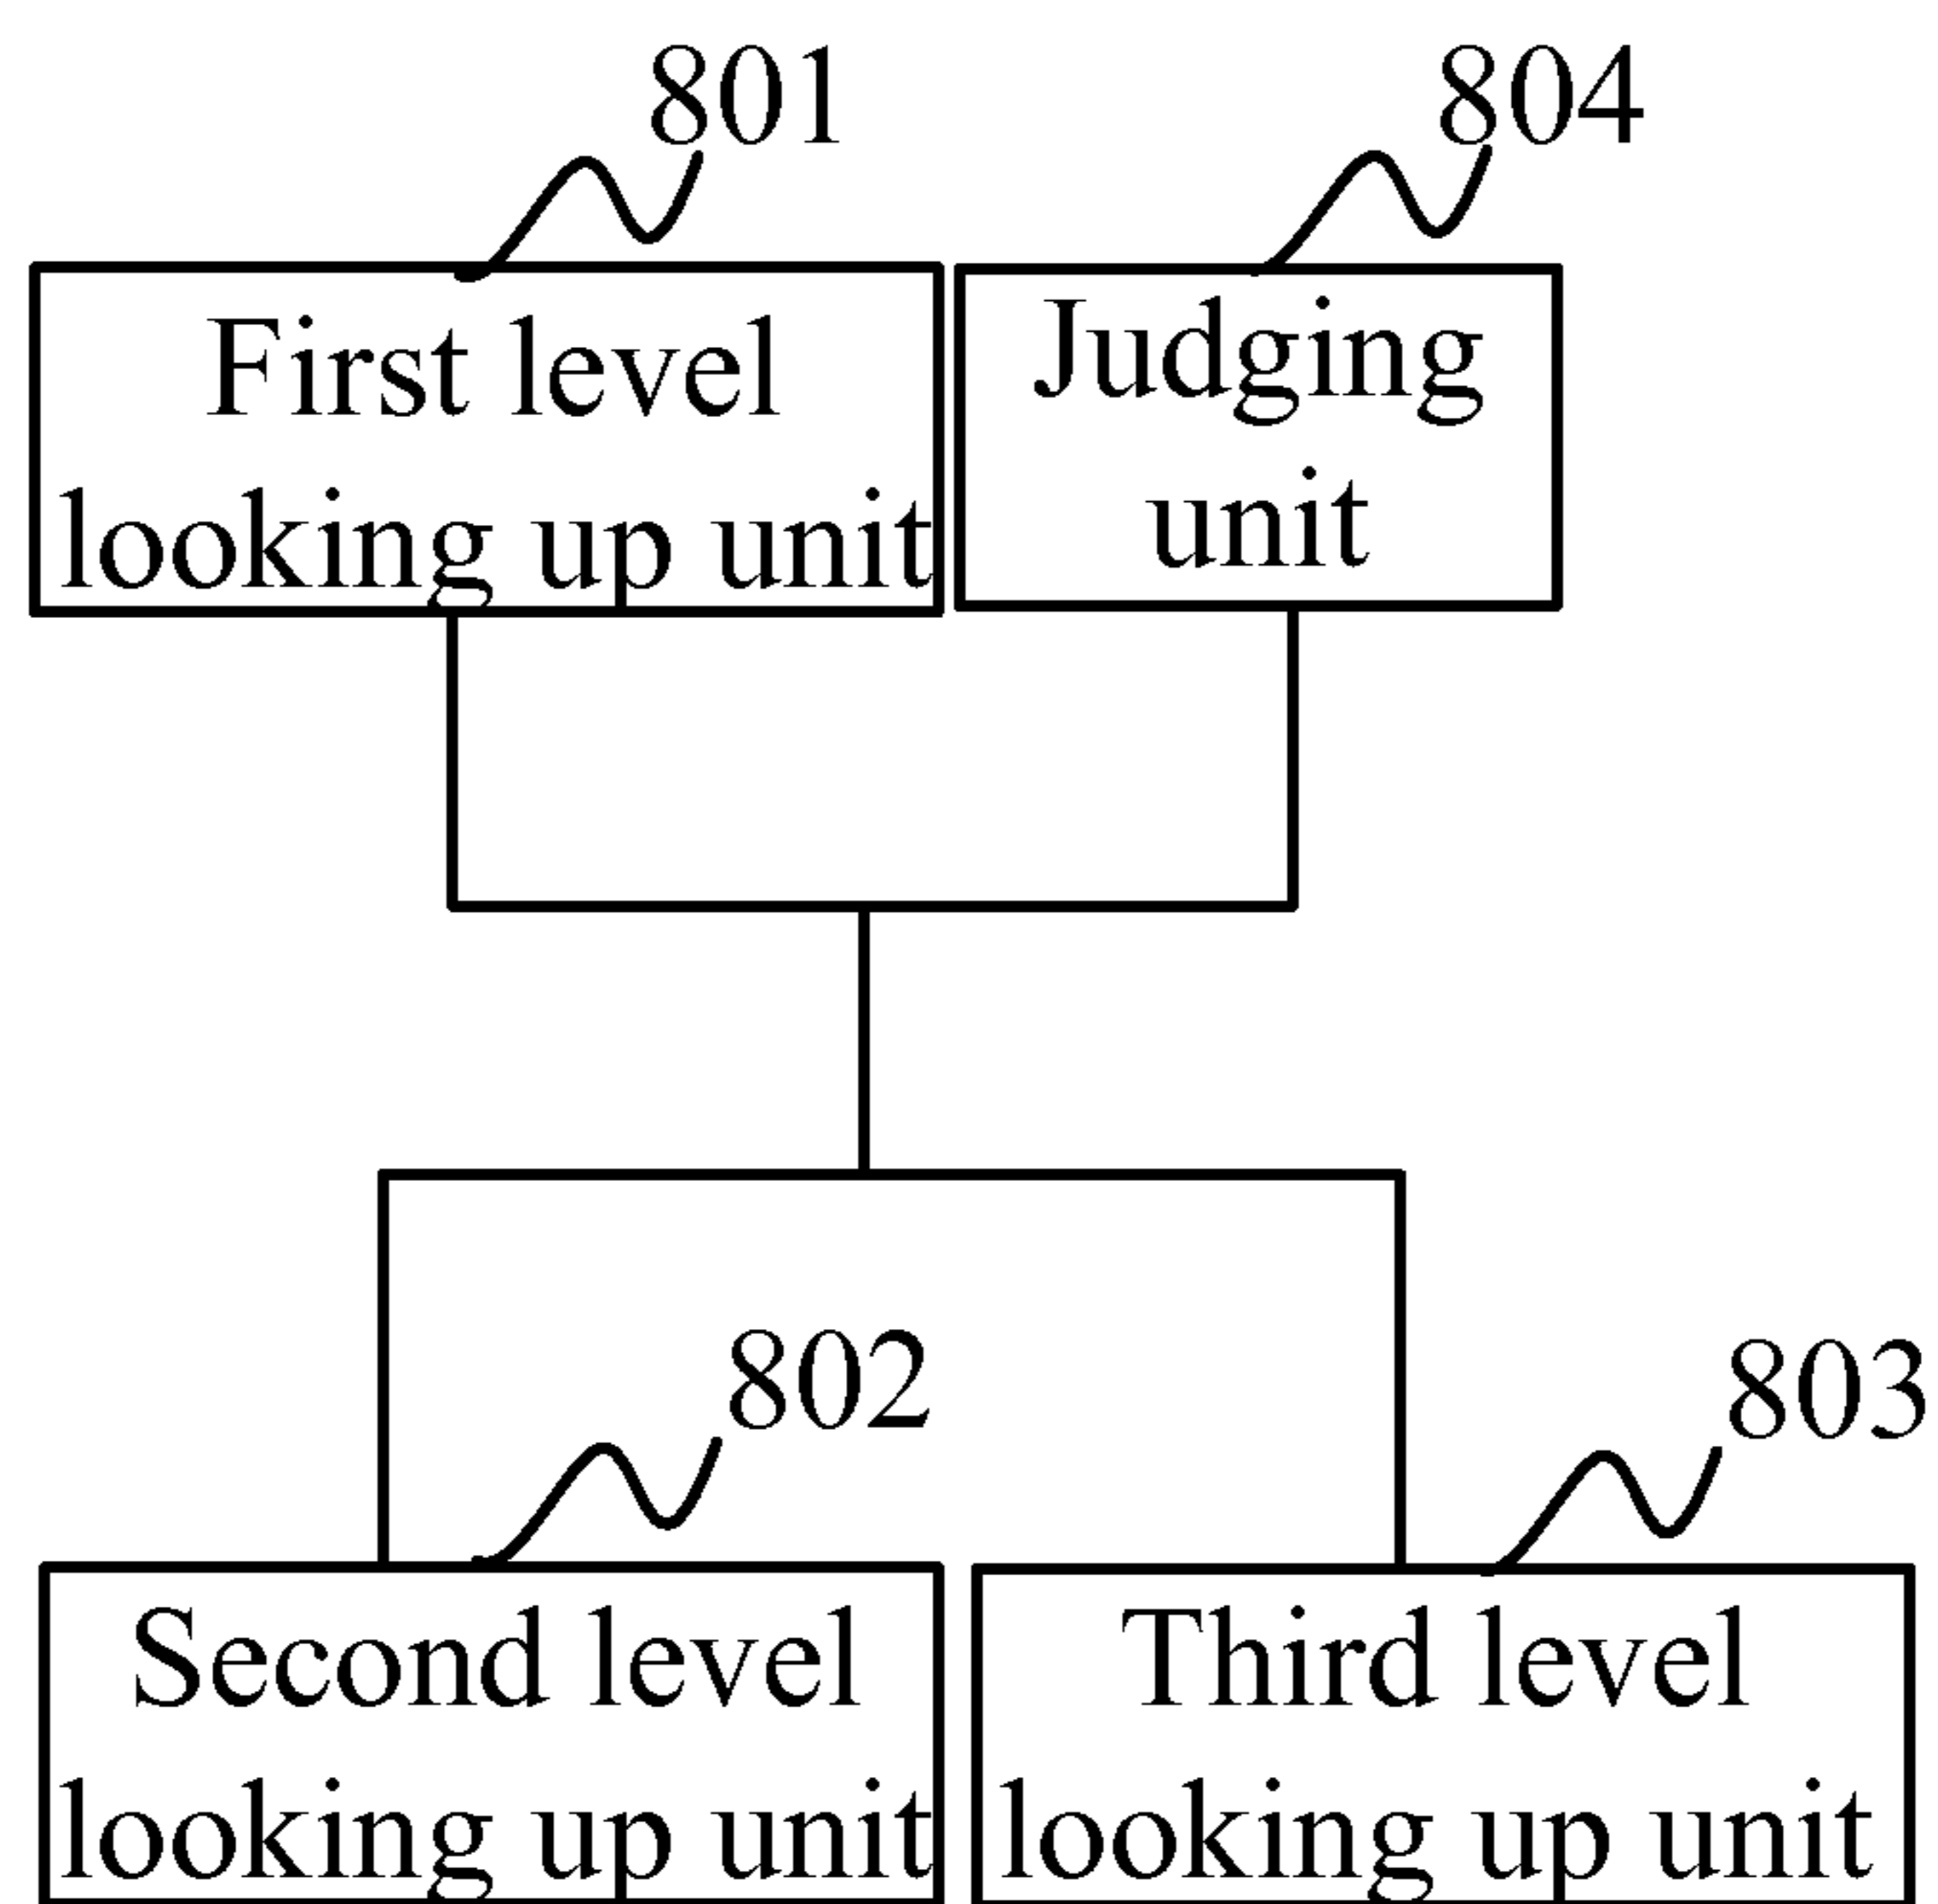 801
804
First level
looking up unit
Judging
unit
802
803
Second level
looking up unit
Third level
looking up unit